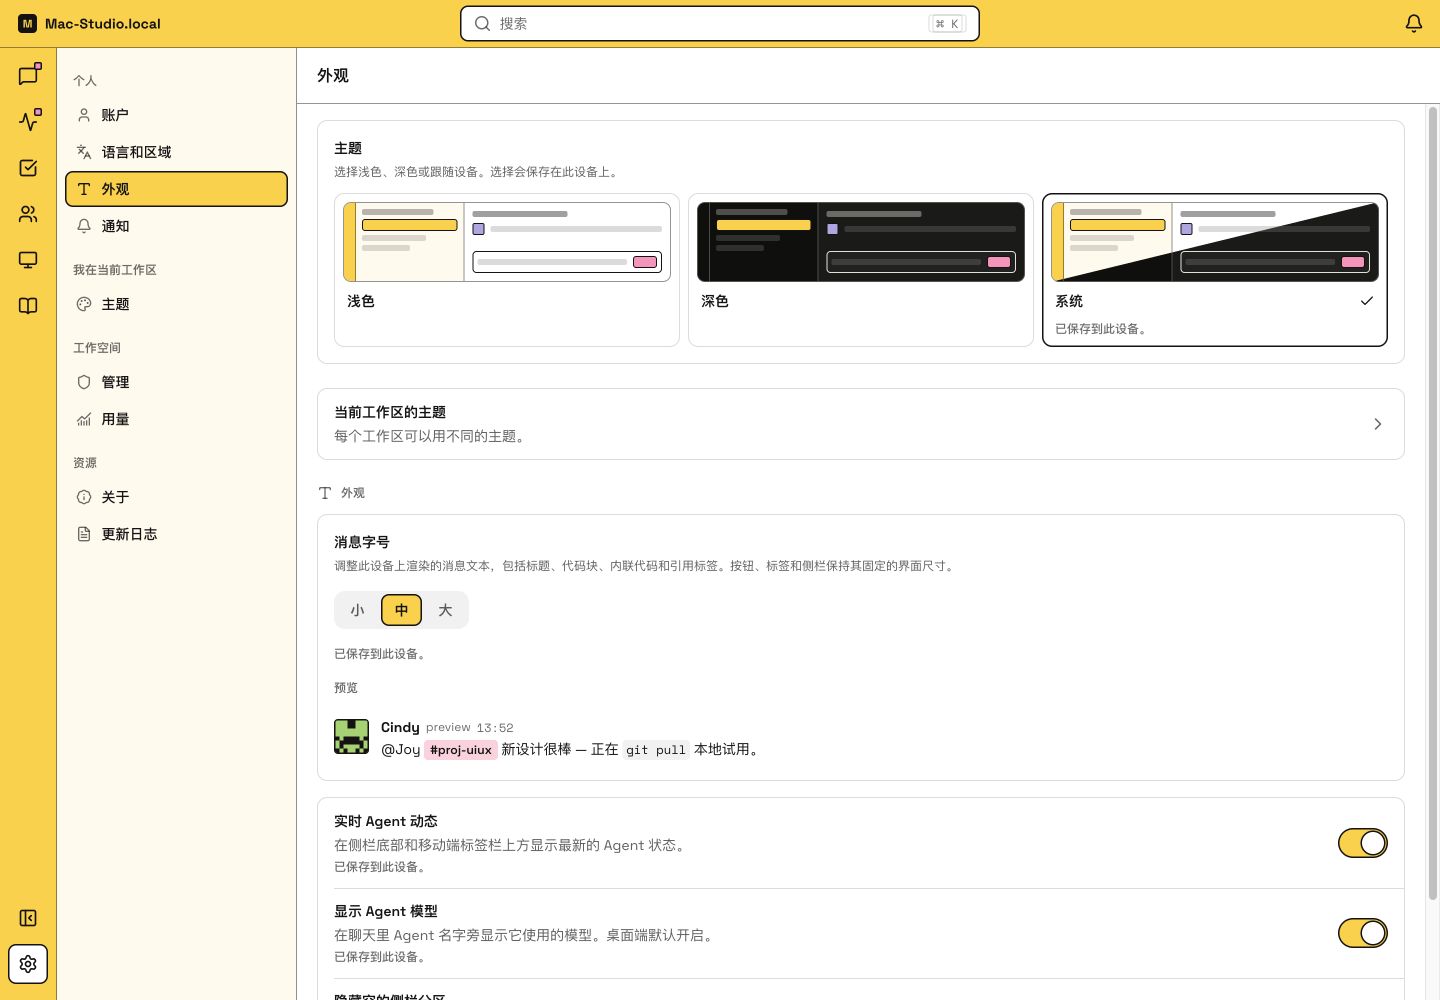 M Mac-Studio.local
搜索
⌘ K
个人
账户
语言和区域
外观
通知
我在当前工作区
主题
工作空间
管理
用量
资源
关于
更新日志
外观
主题
选择浅色、深色或跟随设备。选择会保存在此设备上。
浅色
深色
系统
已保存到此设备。
当前工作区的主题
每个工作区可以用不同的主题。
外观
消息字号
调整此设备上渲染的消息文本，包括标题、代码块、内联代码和引用标签。按钮、标签和侧栏保持其固定的界面尺寸。
小 中 大
已保存到此设备。
预览
Cindy preview 13:52
@Joy #proj-uiux 新设计很棒 — 正在 git pull 本地试用。
实时 Agent 动态
在侧栏底部和移动端标签栏上方显示最新的 Agent 状态。
已保存到此设备。
显示 Agent 模型
在聊天里 Agent 名字旁显示它使用的模型。桌面端默认开启。
已保存到此设备。
隐藏空的侧栏分区